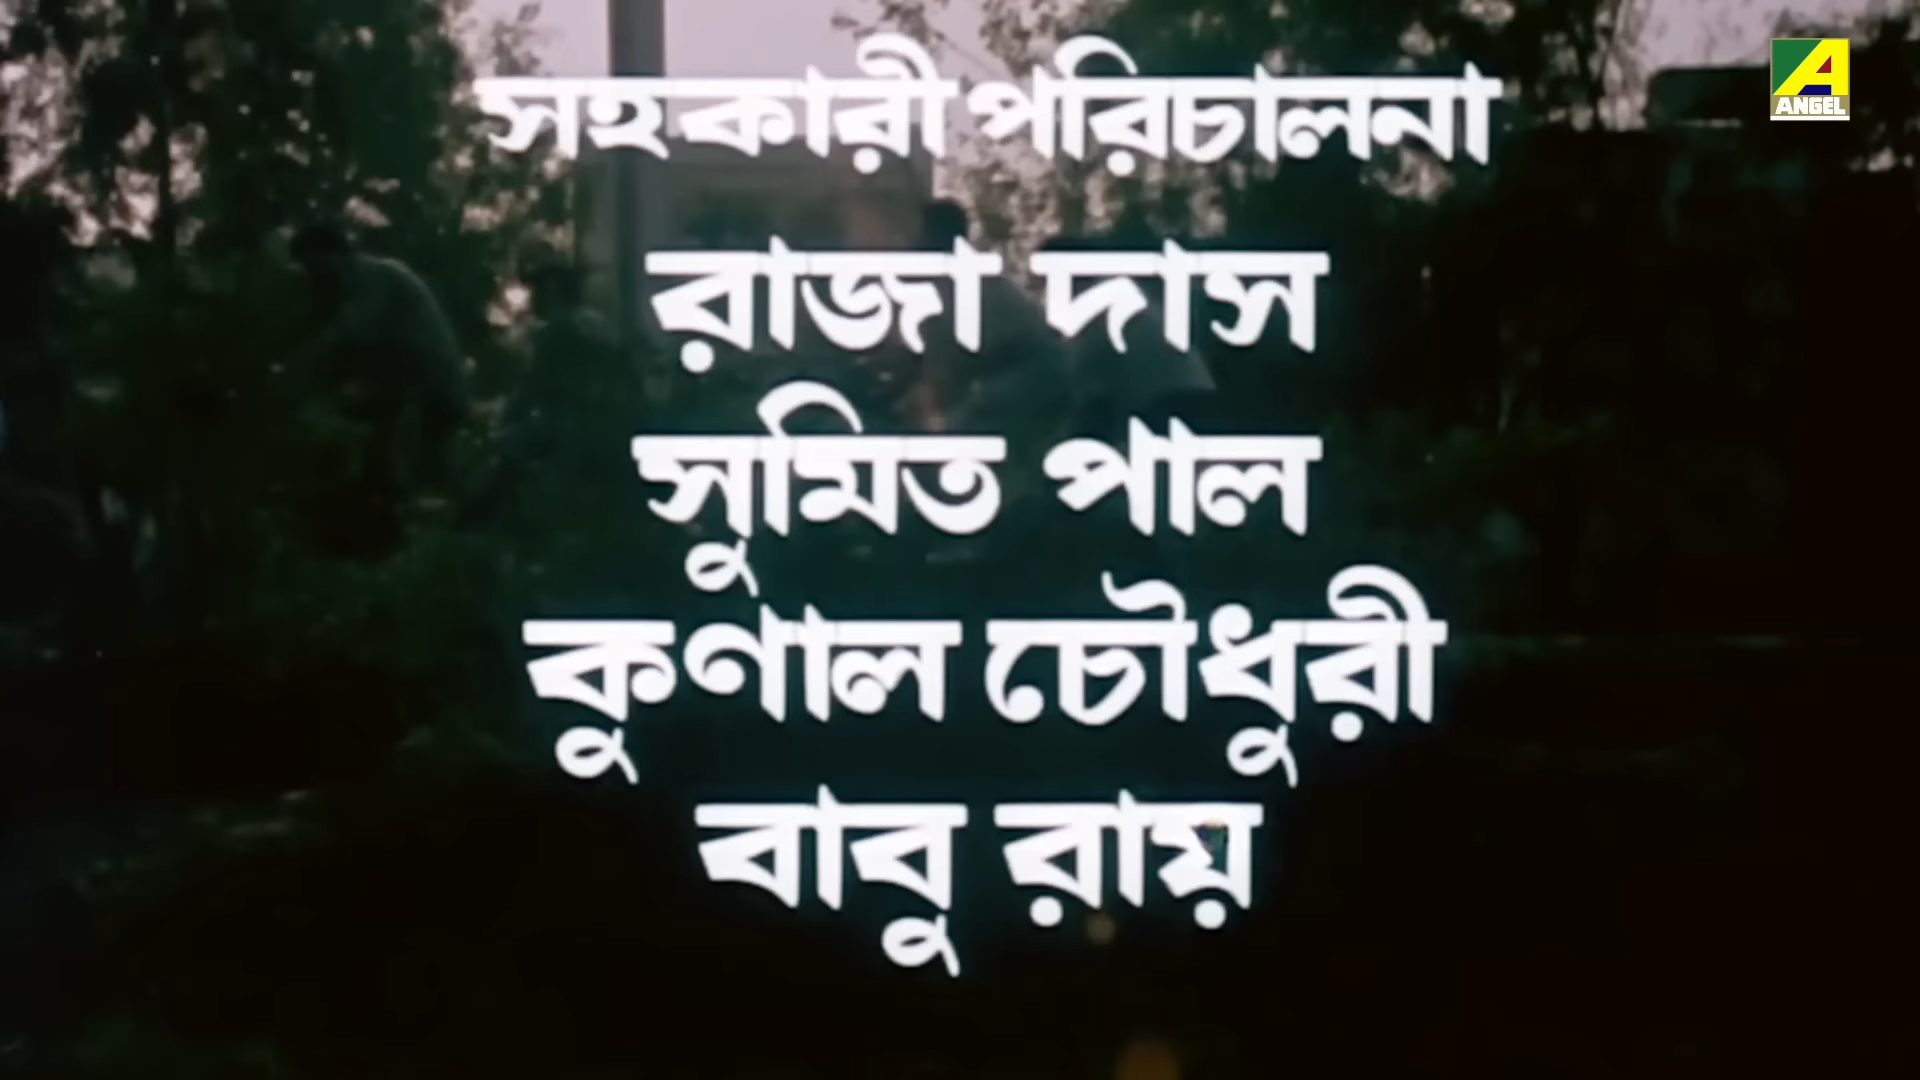 সহকারী পরিচালনা
রাজা দাস
সুমিত পাল
কুণাল চৌধুরী
বাবু রায়
ANGEL